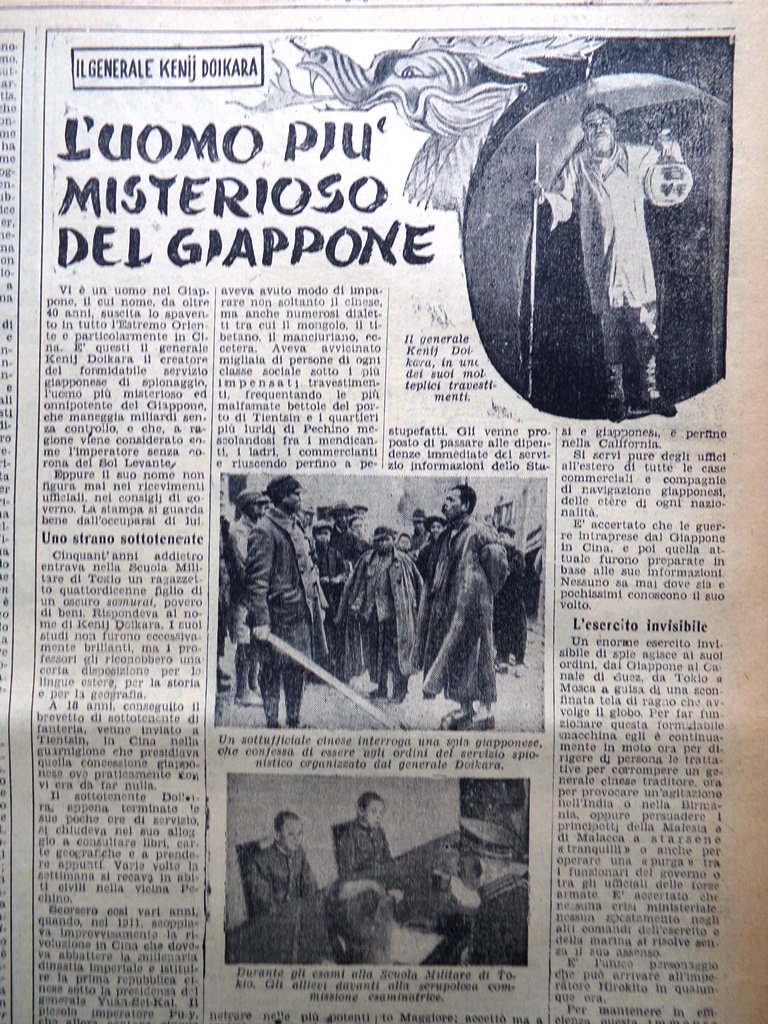 IL GENERALE KENIJ DOIKARA
L'UOMO PIU'
MISTERIOSO
DEL GIAPPONE
Vi è un uomo nel Giap-
pone, il cui nome, da oltre
40 anni, suscita lo spaven-
to in tutto l'Estremo Orien-
te e particolarmente in Ci-
na. E' questi il generale
Kenij Doikara il creatore
del formidabile servizio
giapponese di spionaggio,
l'uomo più misterioso ed
onnipotente del Giappone,
che maneggia miliardi sen-
za controllo, e che, a ra-
gione viene considerato co-
me l'imperatore senza co-
rona del Sol Levante.
Eppure il suo nome non
figura mai nei ricevimenti
ufficiali, nei consigli di go-
verno. La stampa si guarda
bene dall'occuparsi di lui.
Uno strano sottotenente
Cinquant'anni addietro
entrava nella Scuola Mili-
tare di Tokio un ragazzet-
to quattordicenne figlio di
un oscuro samurai, povero
di beni. Rispondeva al no-
me di Kenij Doikara. I suoi
studi non furono eccessiva-
mente brillanti, ma i pro-
fessori gli riconobbero una
certa disposizione per le
lingue estere, per la storia
e per la geografia.
A 18 anni, conseguito il
brevetto di sottotenente di
fanteria, venne inviato a
Tientsin, in Cina nella
guarnigione che presidiava
quella concessione giappo-
nese ove praticamente non
vi era da far nulla.
Il sottotenente Doikara,
appena terminate le
sue poche ore di servizio,
si chiudeva nel suo allog-
gio a consultare libri, car-
te geografiche e a prende-
re appunti. Varie volte la
settimana si recava in abi-
ti civili nella vicina Pe-
chino.
Scorsero così vari anni,
quando, nel 1911, scoppia-
va improvvisamente la ri-
voluzione in Cina che dove-
va abbattere la millenaria
dinastia imperiale e istitui-
re la prima repubblica ci-
nese sotto la presidenza del
generale Yuan-Sci-Kai. Il
piccolo imperatore Pu-y,
aveva avuto modo di impa-
rare non soltanto il cinese,
ma anche numerosi dialet-
ti tra cui il mongolo, il ti-
betano, il manciuriano, ec-
cetera. Aveva avvicinato
migliaia di persone di ogni
classe sociale sotto i più
impensati travestimen-
ti, frequentando le più
malfamate bettole del por-
to di Tientsin e i quartieri
più luridi di Pechino me-
scolandosi fra i mendican-
ti, i ladri, i commercianti
e riuscendo perfino a pe-
Il generale
Kenij Doi-
kara, in uno
dei suoi mol-
teplici travesti-
menti.
stupefatti. Gli venne pro-
posto di passare alle dipen-
denze immediate del servi-
zio informazioni dello Sta-
Un sottufficiale cinese interroga una spia giapponese,
che confessa di essere agli ordini del servizio spio-
nistico organizzato dal generale Doikara.
Durante gli esami alla Scuola Militare di To-
kio. Gli allievi davanti alla scrupolosa com-
missione esaminatrice.
netrare nelle più potenti
to Maggiore; accettò ma a
si e giapponesi, e perfino
nella California.
Si servì pure degli uffici
all'estero di tutte le case
commerciali e compagnie
di navigazione giapponesi,
delle etère di ogni nazio-
nalità.
E' accertato che le guer-
re intraprese dal Giappone
in Cina, e poi quella at-
tuale furono preparate in
base alle sue informazioni.
Nessuno sa mai dove sia e
pochissimi conoscono il suo
volto.
L'esercito invisibile
Un enorme esercito invi-
sibile di spie agisce ai suoi
ordini, dal Giappone al Ca-
nale di Suez, da Tokio a
Mosca a guisa di una scon-
finata tela di ragno che av-
volge il globo. Per far fun-
zionare questa formidabile
macchina egli è continua-
mente in moto ora per di-
rigere di persona le tratta-
tive per corrompere un ge-
nerale cinese traditore, ora
per provocare un'agitazione
nell'India o nella Birma-
nia, oppure persuadere i
principotti della Malesia e
di Malacca a starsene
« tranquilli » o anche per
operare una « purga » tra
i funzionari del governo o
tra gli ufficiali delle forze
armate. E' accertato che
nessuna crisi ministeriale,
nessun spostamento negli
alti comandi dell'esercito e
della marina si risolve sen-
za il suo assenso.
E' l'unico personaggio
che può arrivare all'impe-
ratore Hirokito in qualun-
que ora.
Per mantenere in ef-